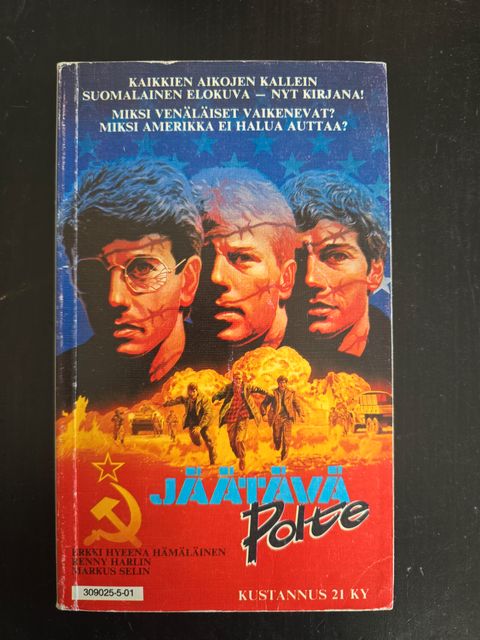 KAIKKIEN AIKOJEN KALLEIN
SUOMALAINEN ELOKUVA – NYT KIRJANA!
MIKSI VENÄLÄISET VAIKENEVAT?
MIKSI AMERIKKA EI HALUA AUTTAA?
JÄÄTÄVÄ
Polte
ERKKI HYEENA HÄMÄLÄINEN
RENNY HARLIN
MARKUS SELIN
309025-5-01
KUSTANNUS 21 KY